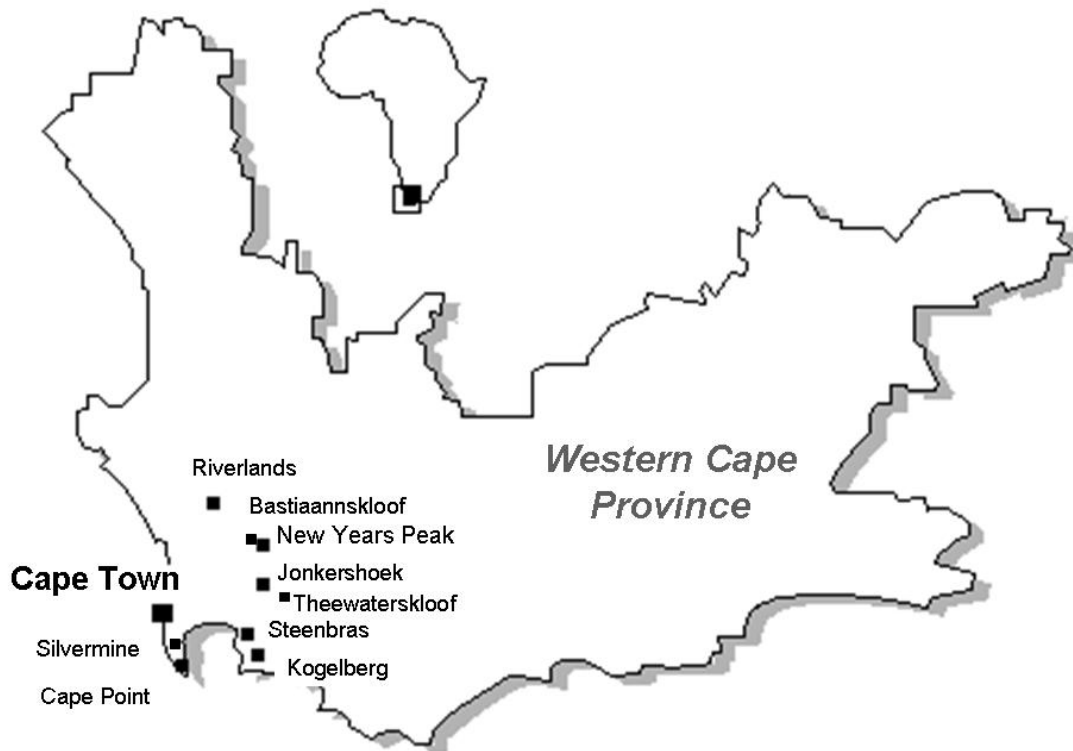 Western Cape
Province
Riverlands
Bastiaannskloof
New Years Peak
Cape Town
Jonkershoek
Theewaterskloof
Steenbras
Silvermine
Kogelberg
Cape Point